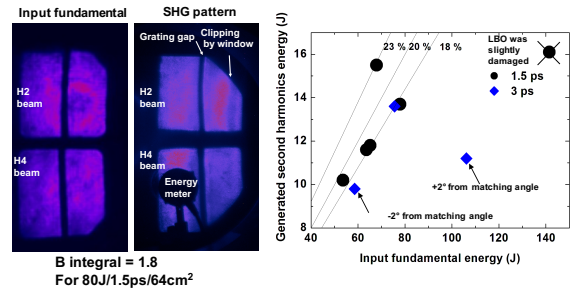 Input fundamental
SHG pattern
Grating gap
Clipping
by window
H2
beam
H4
beam
H2
beam
H4
beam
Energy
meter
B integral = 1.8
For 80J/1.5ps/64cm²
Generated second harmonics energy (J)
16
14
12
10
8
23 % 20 % 18 %
LBO was
slightly
damaged
1.5 ps
3 ps
+2° from matching angle
-2° from matching angle
40 60 80 100 120 140
Input fundamental energy (J)